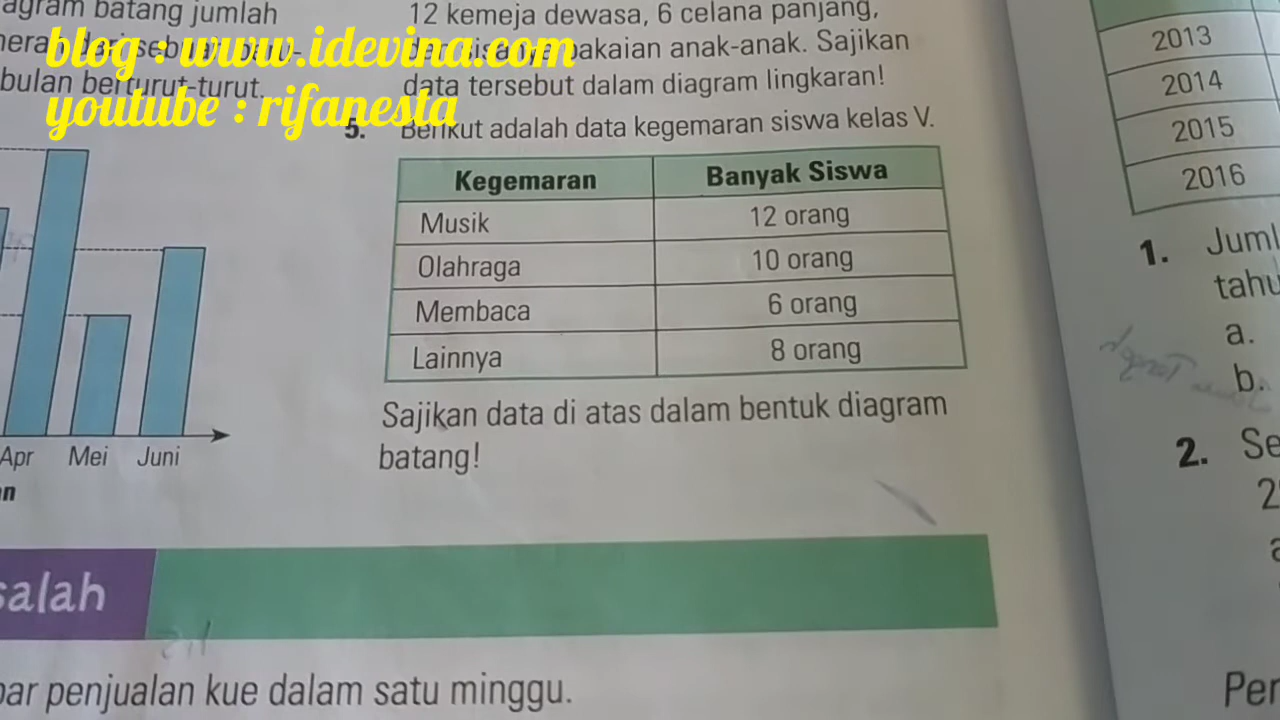 agram batang jumlah
bulan berturut-turut.
Apr Mei Juni
salah
12 kemeja dewasa, 6 celana panjang,
pakaian anak-anak. Sajikan
data tersebut dalam diagram lingkaran!
5. Berikut adalah data kegemaran siswa kelas V.
Kegemaran Banyak Siswa
Musik 12 orang
Olahraga 10 orang
Membaca 6 orang
Lainnya 8 orang
Sajikan data di atas dalam bentuk diagram
batang!
penjualan kue dalam satu minggu.
2013
2014
2015
2016
1. Juml
tahu
a.
b.
2. Se
Per
blog : www.idevina.com
youtube : rifanesta